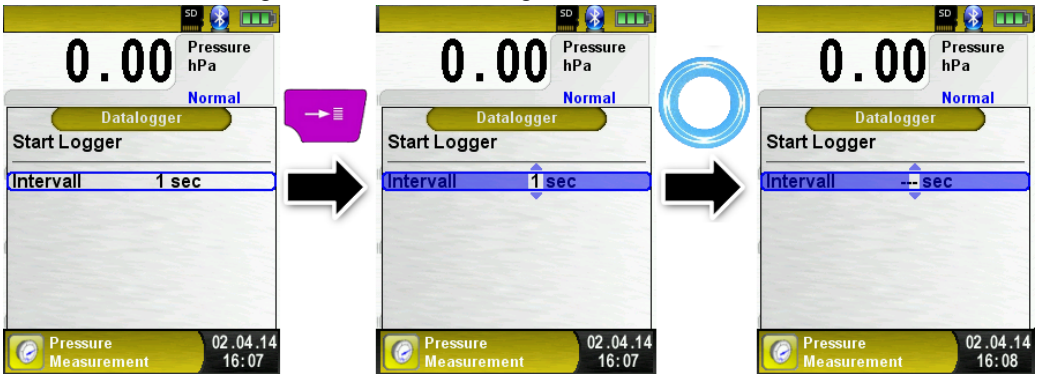 SD
0.00 Pressure
hPa
Normal
Datalogger
Start Logger
Intervall 1 sec
Pressure 02.04.14
Measurement 16:07
SD
0.00 Pressure
hPa
Normal
Datalogger
Start Logger
Intervall 1 sec
Pressure 02.04.14
Measurement 16:07
SD
0.00 Pressure
hPa
Normal
Datalogger
Start Logger
Intervall --- sec
Pressure 02.04.14
Measurement 16:08